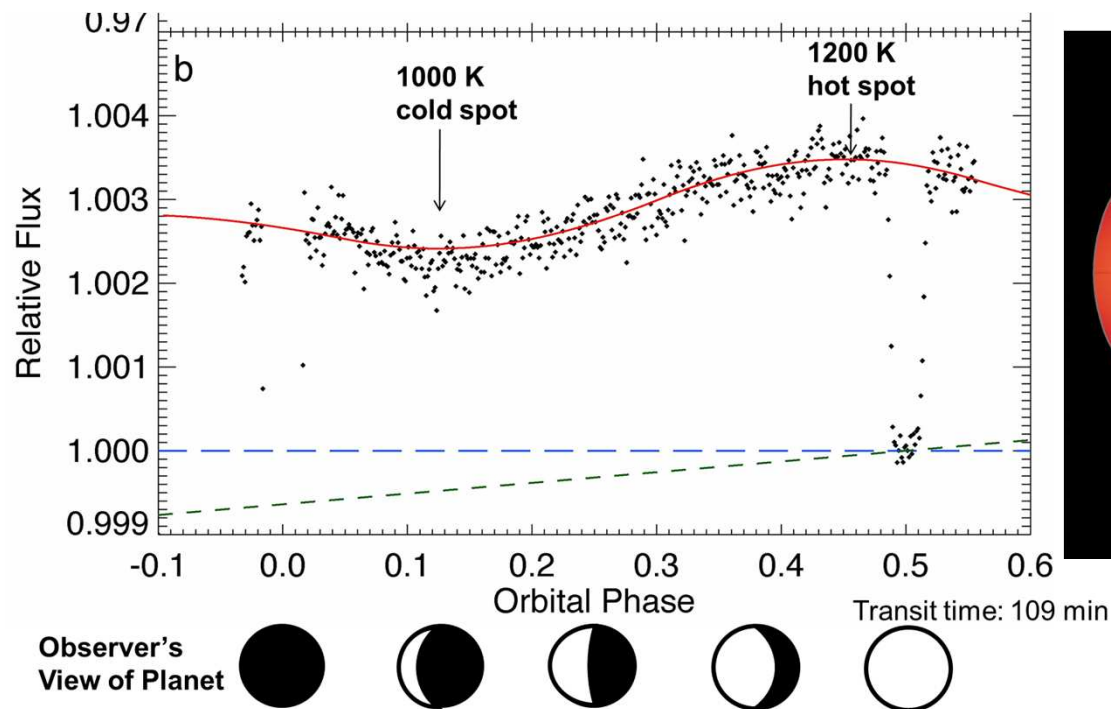 0.97
b
1000 K
cold spot
1200 K
hot spot
1.004
1.003
1.002
1.001
1.000
0.999
Relative Flux
-0.1 0.0 0.1 0.2 0.3 0.4 0.5 0.6
Orbital Phase
Transit time: 109 min
Observer's
View of Planet